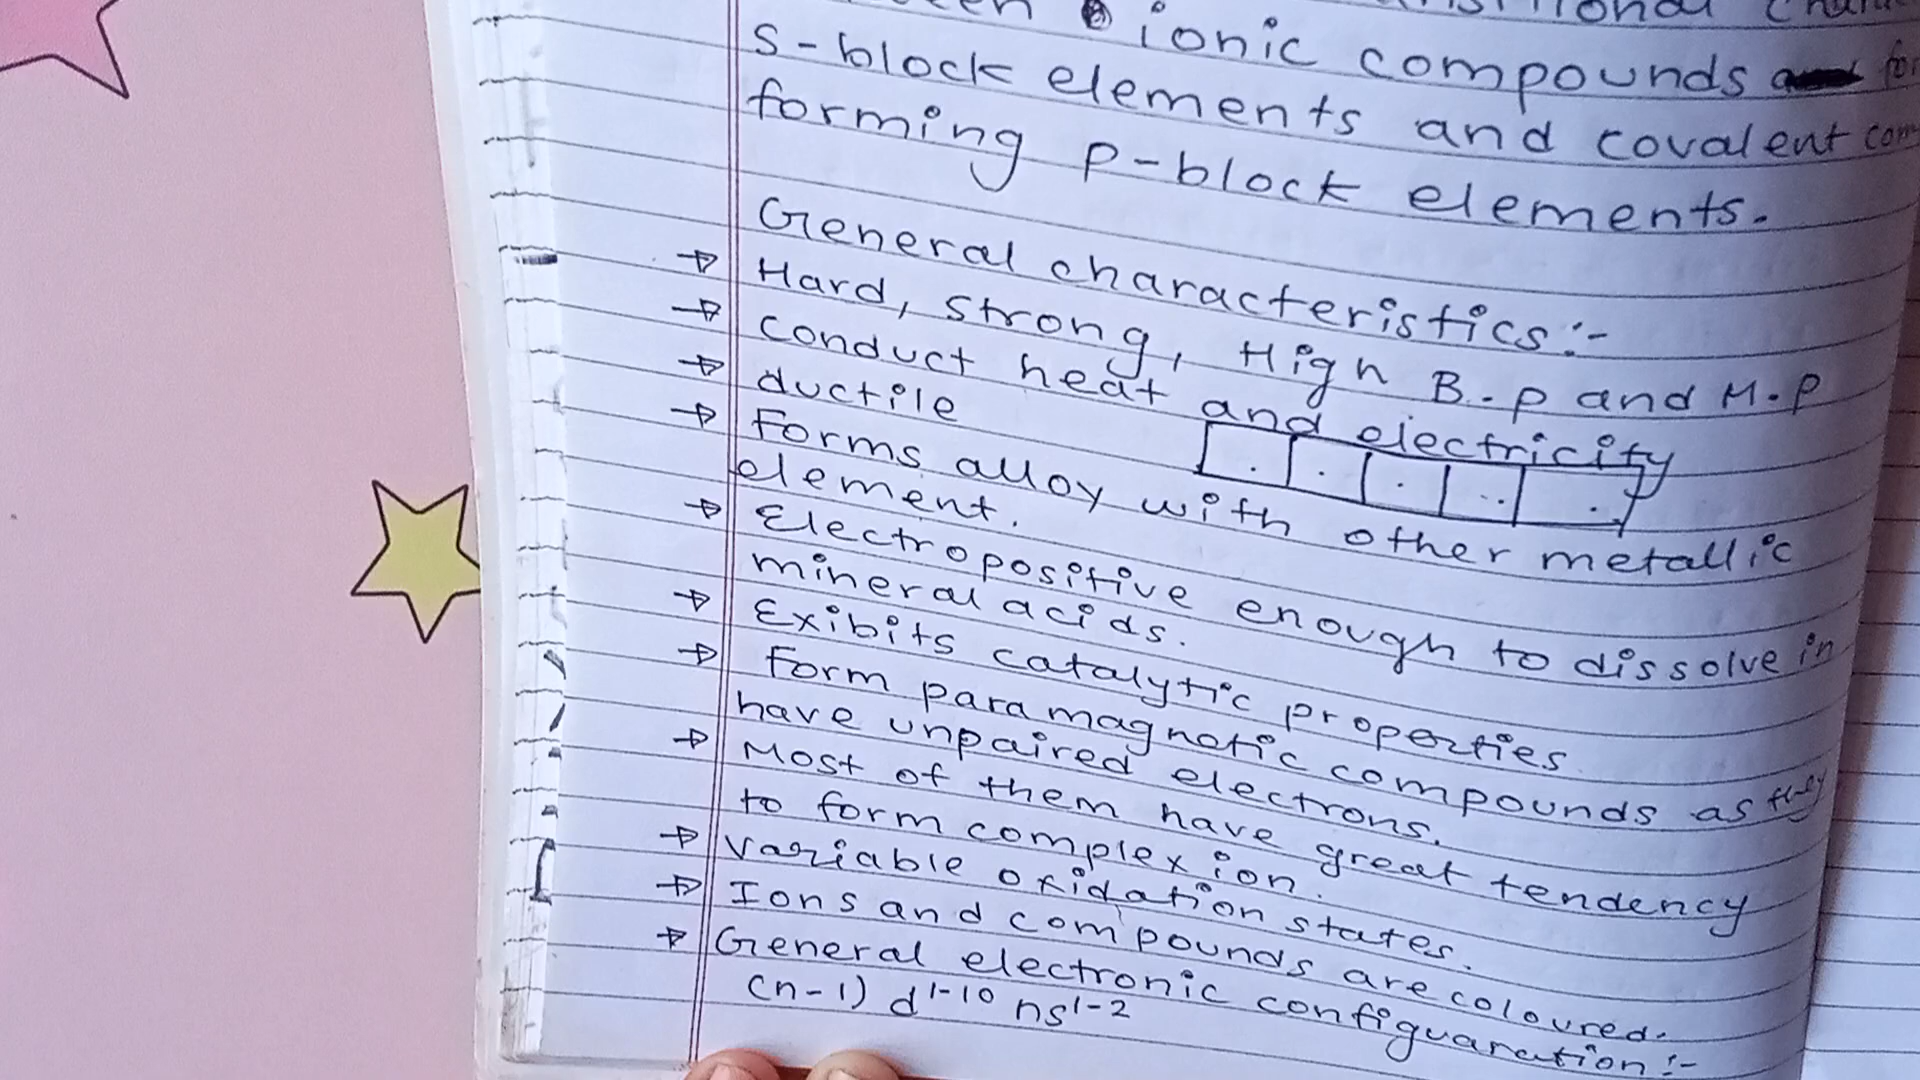 ionic compounds
s-block elements and covalent
forming p-block elements.
General characteristics:-
→ Hard, strong, High B.p and M.p
→ conduct heat and electricity
→ ductile
→ Forms alloy with other metallic
element.
→ Electropositive enough to dissolve in
mineral acids.
→ Exibits catalytic properties
→ Form paramagnetic compounds as they
have unpaired electrons.
→ Most of them have great tendency
to form complex ion.
→ variable oxidation states.
→ Ions and compounds are coloured.
→ General electronic configuaration :-
(n-1) d¹⁻¹⁰ ns¹⁻²